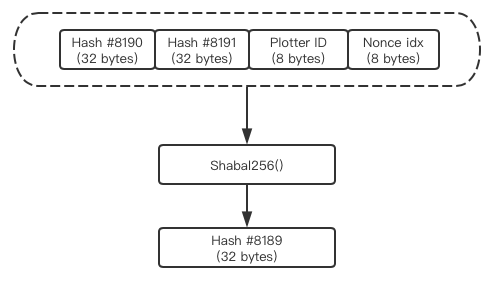 Hash #8190
(32 bytes)
Hash #8191
(32 bytes)
Plotter ID
(8 bytes)
Nonce idx
(8 bytes)
Shabal256()
Hash #8189
(32 bytes)